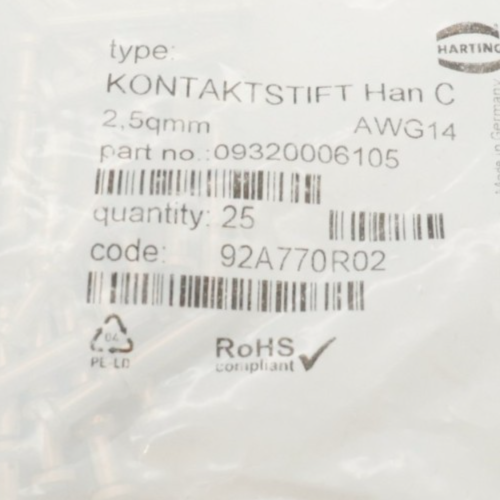 type:
HARTING
KONTAKTSTIFT Han C
2,5qmm AWG14
part no.:09320006105
quantity: 25
code: 92A770R02
04
PE-LD
RoHS
compliant
Made in Germany